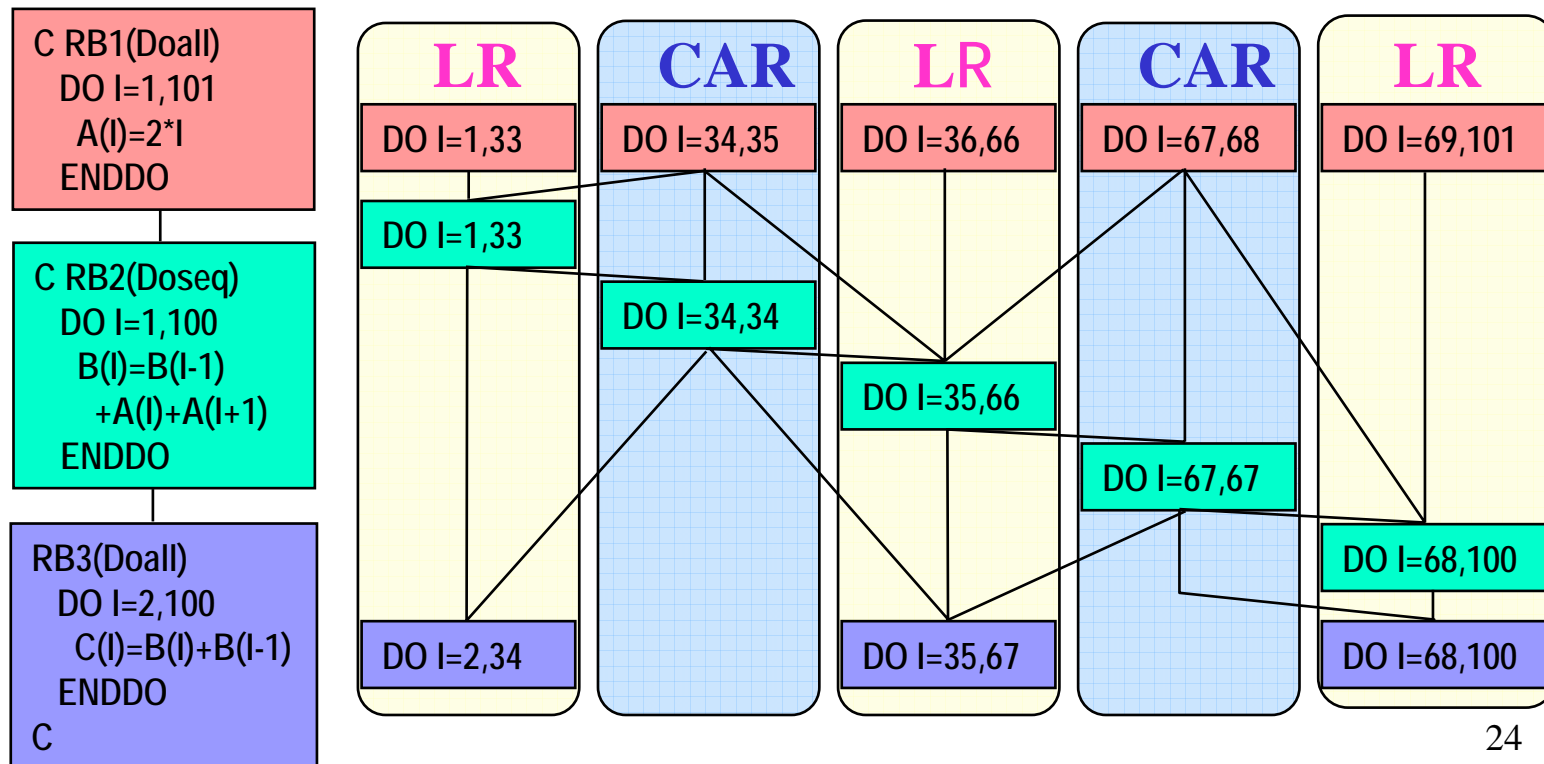 C RB1(Doall)
DO I=1,101
A(I)=2*I
ENDDO
C RB2(Doseq)
DO I=1,100
B(I)=B(I-1)
+A(I)+A(I+1)
ENDDO
RB3(Doall)
DO I=2,100
C(I)=B(I)+B(I-1)
ENDDO
C
LR
CAR
LR
CAR
LR
DO I=1,33
DO I=34,35
DO I=36,66
DO I=67,68
DO I=69,101
DO I=1,33
DO I=34,34
DO I=35,66
DO I=67,67
DO I=68,100
DO I=2,34
DO I=35,67
DO I=68,100
24